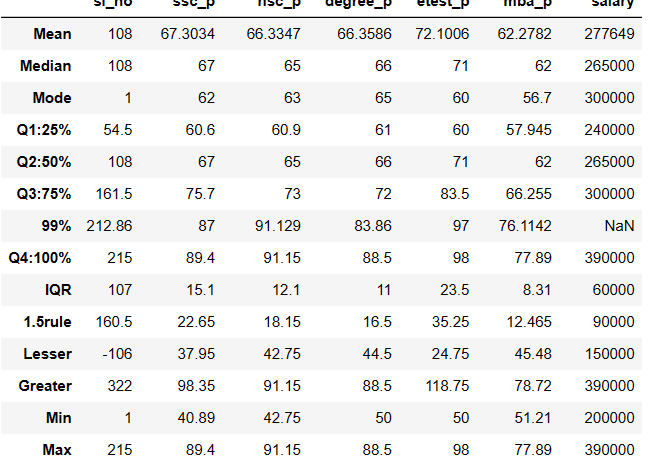 sl_no ssc_p hsc_p degree_p etest_p mba_p salary
Mean 108 67.3034 66.3347 66.3586 72.1006 62.2782 277649
Median 108 67 65 66 71 62 265000
Mode 1 62 63 65 60 56.7 300000
Q1:25% 54.5 60.6 60.9 61 60 57.945 240000
Q2:50% 108 67 65 66 71 62 265000
Q3:75% 161.5 75.7 73 72 83.5 66.255 300000
99% 212.86 87 91.129 83.86 97 76.1142 NaN
Q4:100% 215 89.4 91.15 88.5 98 77.89 390000
IQR 107 15.1 12.1 11 23.5 8.31 60000
1.5rule 160.5 22.65 18.15 16.5 35.25 12.465 90000
Lesser -106 37.95 42.75 44.5 24.75 45.48 150000
Greater 322 98.35 91.15 88.5 118.75 78.72 390000
Min 1 40.89 42.75 50 50 51.21 200000
Max 215 89.4 91.15 88.5 98 77.89 390000